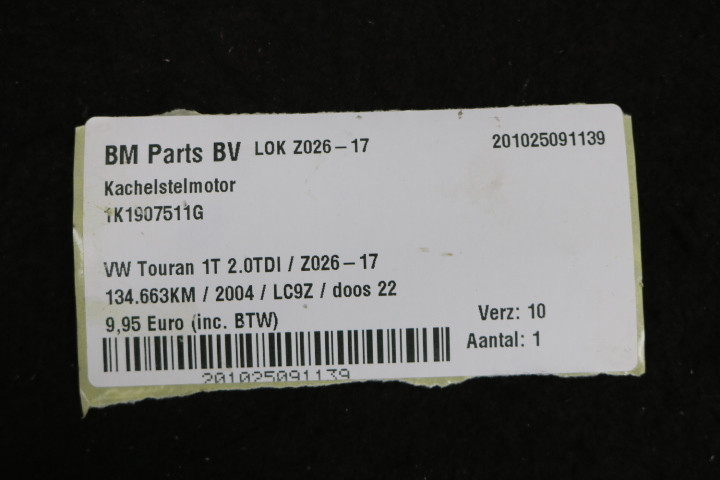 BM Parts BV LOK Z026-17 201025091139
Kachelstelmotor
1K1907511G
VW Touran 1T 2.0TDI / Z026-17
134.663KM / 2004 / LC9Z / doos 22
9,95 Euro (inc. BTW)
Verz: 10
Aantal: 1
201025091139